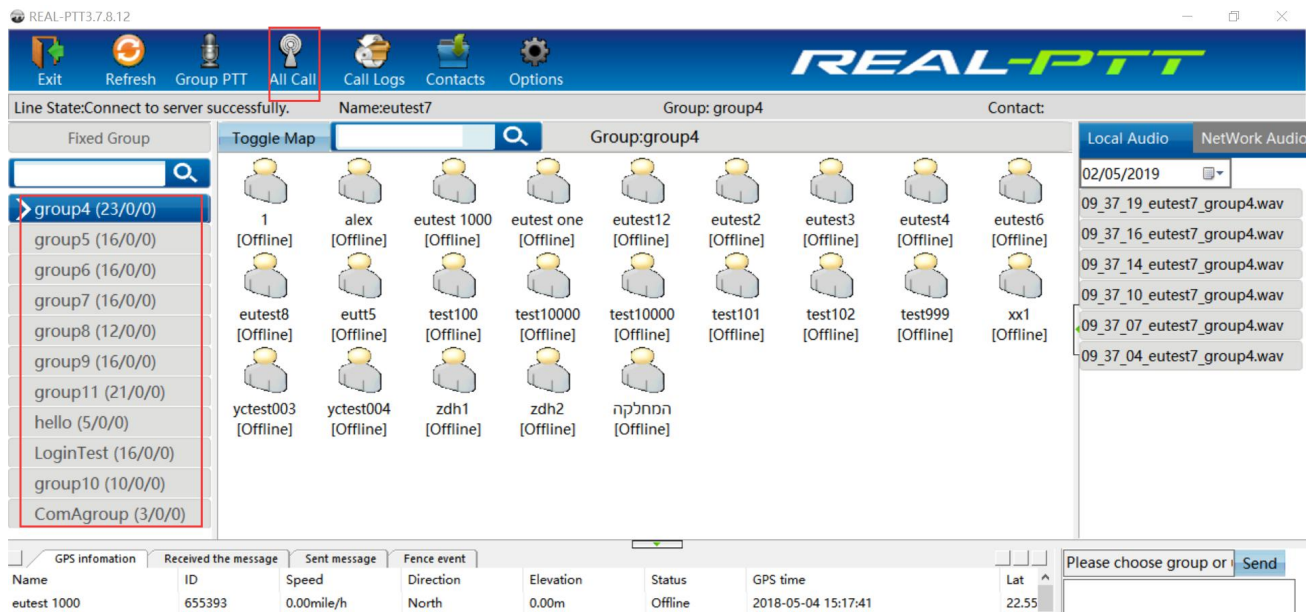 REAL-PTT3.7.8.12
Exit Refresh Group PTT All Call Call Logs Contacts Options
REAL-PTT
Line State:Connect to server successfully. Name:eutest7 Group: group4 Contact:
Fixed Group
group4 (23/0/0)
group5 (16/0/0)
group6 (16/0/0)
group7 (16/0/0)
group8 (12/0/0)
group9 (16/0/0)
group11 (21/0/0)
hello (5/0/0)
LoginTest (16/0/0)
group10 (10/0/0)
ComAgroup (3/0/0)
Toggle Map Group:group4
1 alex eutest 1000 eutest one eutest12 eutest2 eutest3 eutest4 eutest6
[Offline] [Offline] [Offline] [Offline] [Offline] [Offline] [Offline] [Offline] [Offline]
eutest8 eutt5 test100 test10000 test10000 test101 test102 test999 xx1
[Offline] [Offline] [Offline] [Offline] [Offline] [Offline] [Offline] [Offline] [Offline]
yctest003 yctest004 zdh1 zdh2 המחלקה
[Offline] [Offline] [Offline] [Offline] [Offline]
Local Audio NetWork Audio
02/05/2019
09_37_19_eutest7_group4.wav
09_37_16_eutest7_group4.wav
09_37_14_eutest7_group4.wav
09_37_10_eutest7_group4.wav
09_37_07_eutest7_group4.wav
09_37_04_eutest7_group4.wav
GPS infomation Received the message Sent message Fence event
Name ID Speed Direction Elevation Status GPS time Lat
eutest 1000 655393 0.00mile/h North 0.00m Offline 2018-05-04 15:17:41 22.55
Please choose group or Send